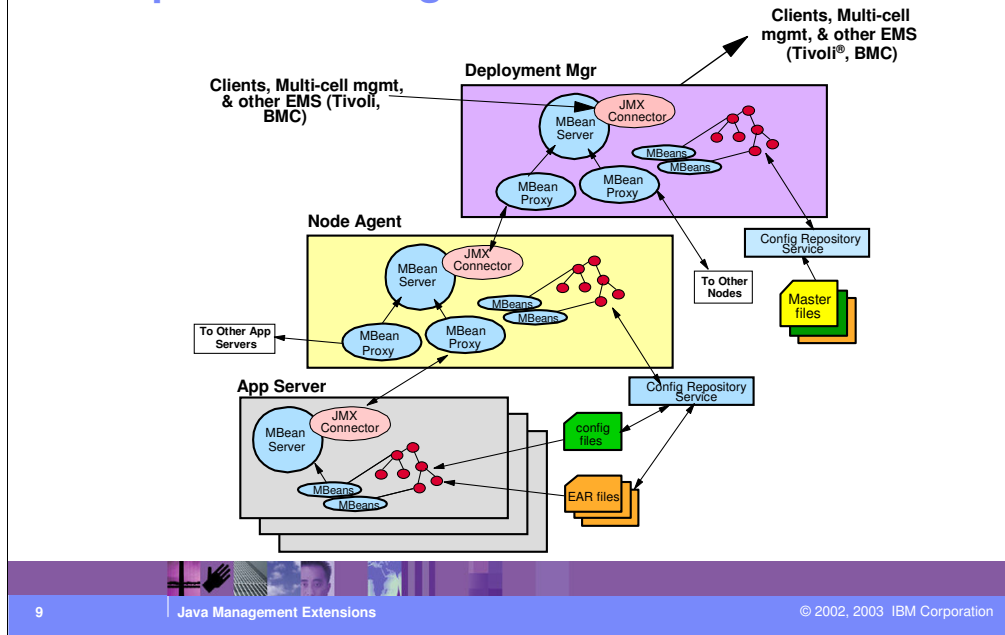 Clients, Multi-cell
mgmt, & other EMS
(Tivoli®, BMC)
Deployment Mgr
Clients, Multi-cell mgmt,
& other EMS (Tivoli,
BMC)
JMX
Connector
MBean
Server
MBeans
MBeans
MBean
Proxy
MBean
Proxy
Node Agent
Config Repository
Service
JMX
Connector
MBean
Server
To Other
Nodes
Master
files
MBeans
MBeans
To Other App
Servers
MBean
Proxy
MBean
Proxy
App Server
Config Repository
Service
JMX
Connector
MBean
Server
config
files
MBeans
MBeans
EAR files
9
Java Management Extensions
© 2002, 2003 IBM Corporation